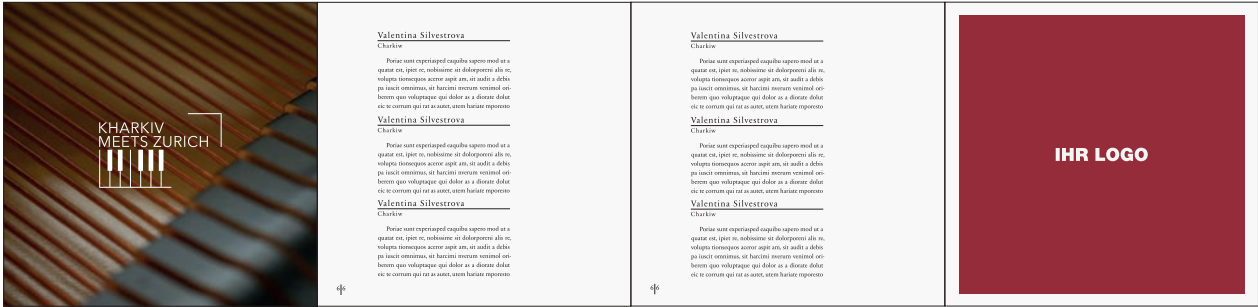 KHARKIV
MEETS ZURICH
Valentina Silvestrova
Charkiw
Poriae sunt experiasped eaquibu sapero mod ut a
quatat est, ipiet re, nobissime sit dolorporeni alis re,
volupta tionsequos aceror aspit am, sit audit a debis
pa iuscit omnimus, sit harcimi nverum venimol ori-
berem quo voluptaque qui dolor as a diorate dolut
eic te corrum qui rat as autet, utem hariate mporesto
Valentina Silvestrova
Charkiw
Poriae sunt experiasped eaquibu sapero mod ut a
quatat est, ipiet re, nobissime sit dolorporeni alis re,
volupta tionsequos aceror aspit am, sit audit a debis
pa iuscit omnimus, sit harcimi nverum venimol ori-
berem quo voluptaque qui dolor as a diorate dolut
eic te corrum qui rat as autet, utem hariate mporesto
Valentina Silvestrova
Charkiw
Poriae sunt experiasped eaquibu sapero mod ut a
quatat est, ipiet re, nobissime sit dolorporeni alis re,
volupta tionsequos aceror aspit am, sit audit a debis
pa iuscit omnimus, sit harcimi nverum venimol ori-
berem quo voluptaque qui dolor as a diorate dolut
eic te corrum qui rat as autet, utem hariate mporesto
6|6
Valentina Silvestrova
Charkiw
Poriae sunt experiasped eaquibu sapero mod ut a
quatat est, ipiet re, nobissime sit dolorporeni alis re,
volupta tionsequos aceror aspit am, sit audit a debis
pa iuscit omnimus, sit harcimi nverum venimol ori-
berem quo voluptaque qui dolor as a diorate dolut
eic te corrum qui rat as autet, utem hariate mporesto
Valentina Silvestrova
Charkiw
Poriae sunt experiasped eaquibu sapero mod ut a
quatat est, ipiet re, nobissime sit dolorporeni alis re,
volupta tionsequos aceror aspit am, sit audit a debis
pa iuscit omnimus, sit harcimi nverum venimol ori-
berem quo voluptaque qui dolor as a diorate dolut
eic te corrum qui rat as autet, utem hariate mporesto
Valentina Silvestrova
Charkiw
Poriae sunt experiasped eaquibu sapero mod ut a
quatat est, ipiet re, nobissime sit dolorporeni alis re,
volupta tionsequos aceror aspit am, sit audit a debis
pa iuscit omnimus, sit harcimi nverum venimol ori-
berem quo voluptaque qui dolor as a diorate dolut
eic te corrum qui rat as autet, utem hariate mporesto
6|6
IHR LOGO